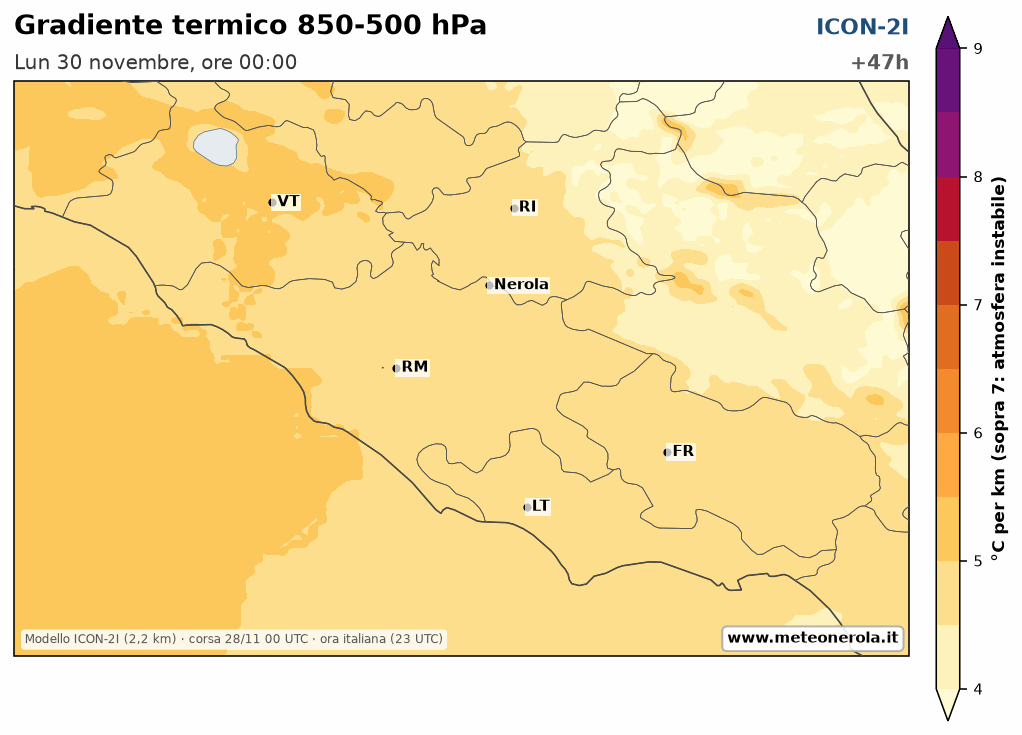 Gradiente termico 850-500 hPa
ICON-2I
Lun 30 novembre, ore 00:00
+47h
VT
RI
Nerola
RM
FR
LT
Modello ICON-2I (2,2 km) · corsa 28/11 00 UTC · ora italiana (23 UTC)
www.meteonerola.it
9
8
7
6
5
4
°C per km (sopra 7: atmosfera instabile)